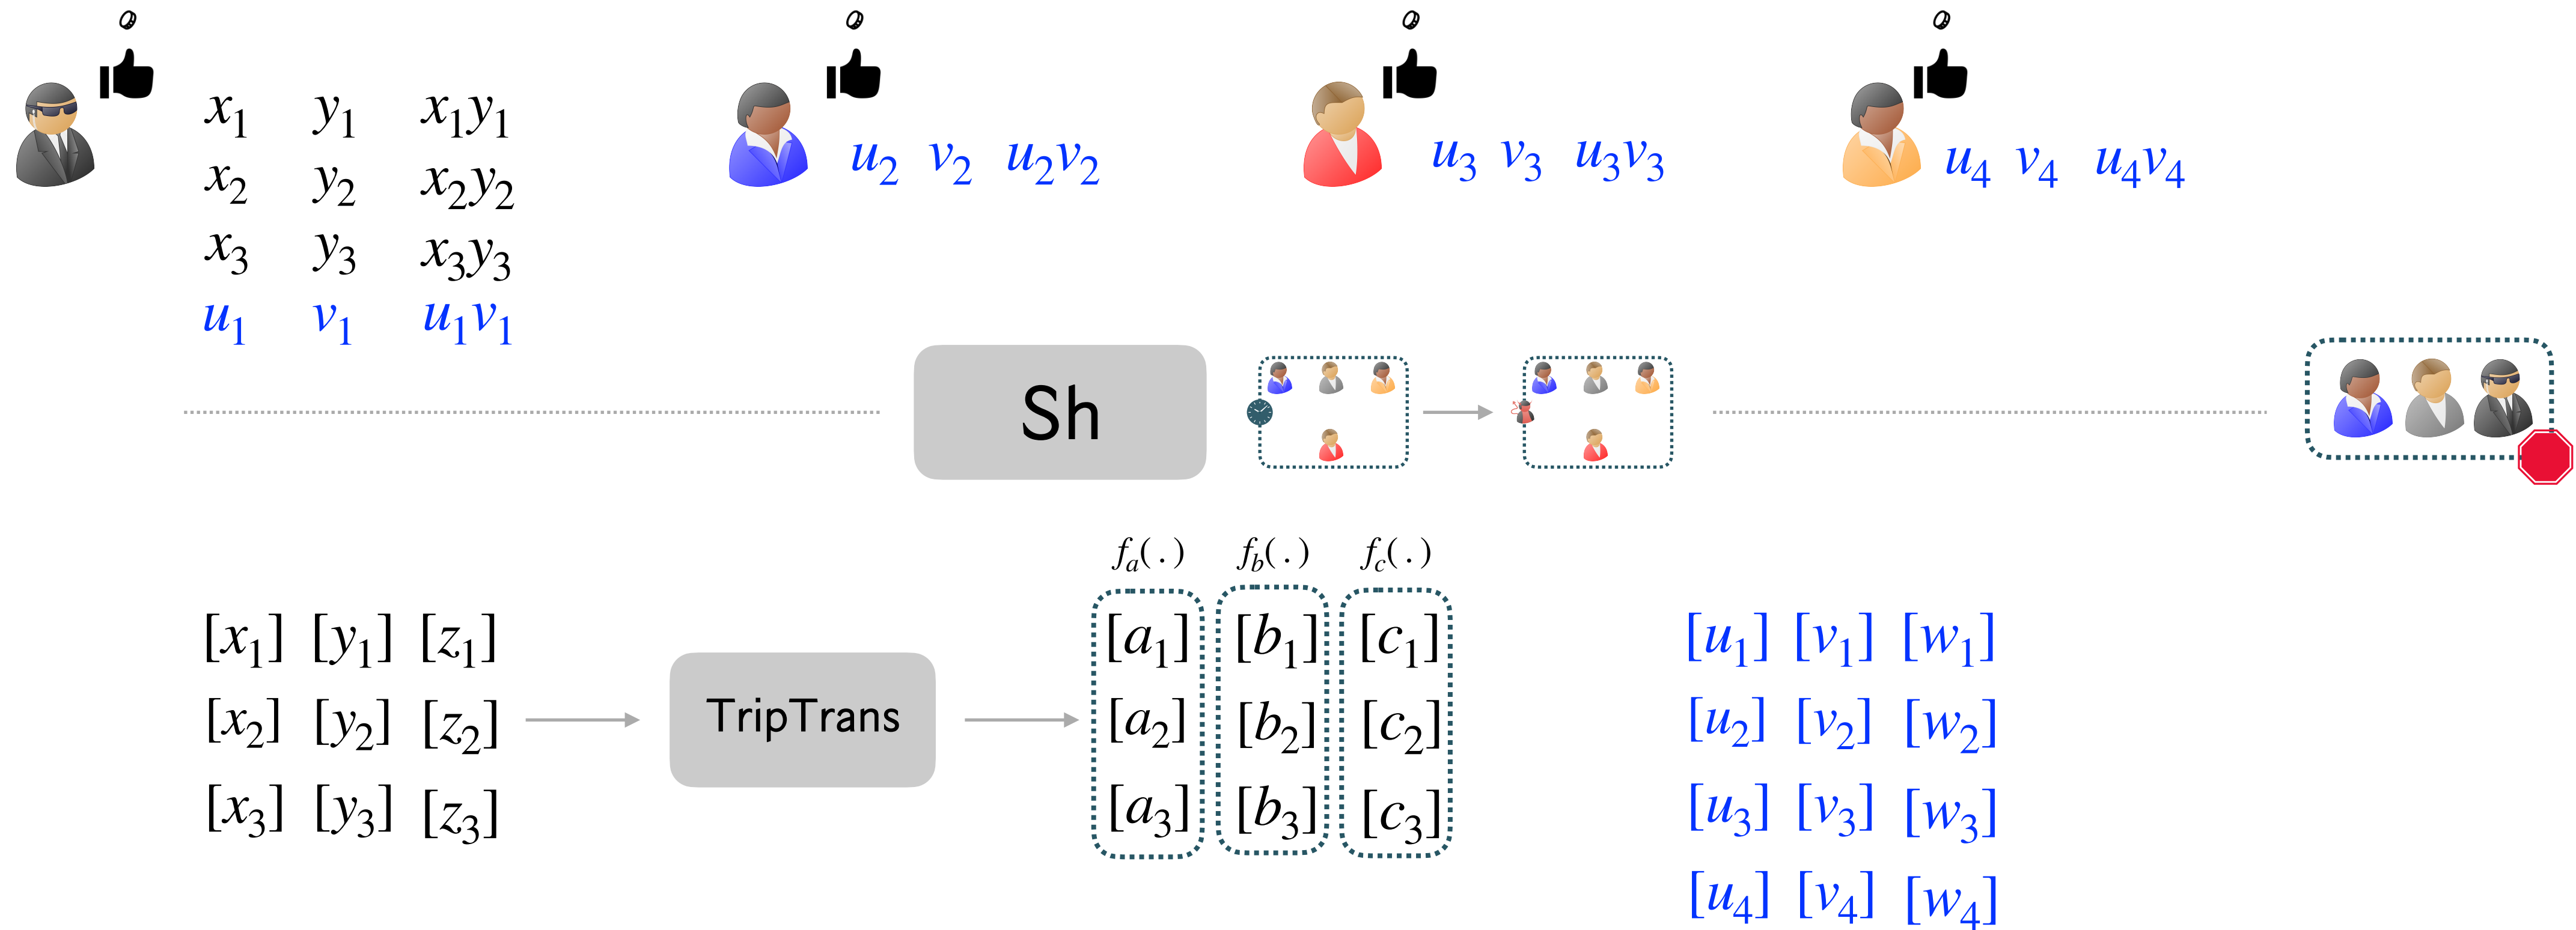 x₁ y₁ x₁y₁
x₂ y₂ x₂y₂
x₃ y₃ x₃y₃
u₁ v₁ u₁v₁
u₂ v₂ u₂v₂
u₃ v₃ u₃v₃
u₄ v₄ u₄v₄
Sh
[x₁] [y₁] [z₁]
[x₂] [y₂] [z₂]
[x₃] [y₃] [z₃]
TripTrans
fₐ(.) f_b(.) f_c(.)
[a₁] [b₁] [c₁]
[a₂] [b₂] [c₂]
[a₃] [b₃] [c₃]
[u₁] [v₁] [w₁]
[u₂] [v₂] [w₂]
[u₃] [v₃] [w₃]
[u₄] [v₄] [w₄]